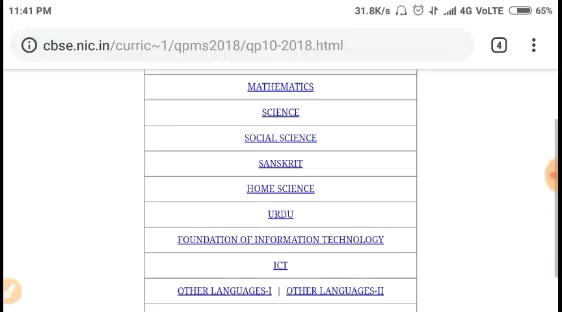 11:41 PM 31.8K/s 4G VoLTE 65%
cbse.nic.in/curric~1/qpms2018/qp10-2018.html 4
MATHEMATICS
SCIENCE
SOCIAL SCIENCE
SANSKRIT
HOME SCIENCE
URDU
FOUNDATION OF INFORMATION TECHNOLOGY
ICT
OTHER LANGUAGES-I | OTHER LANGUAGES-II